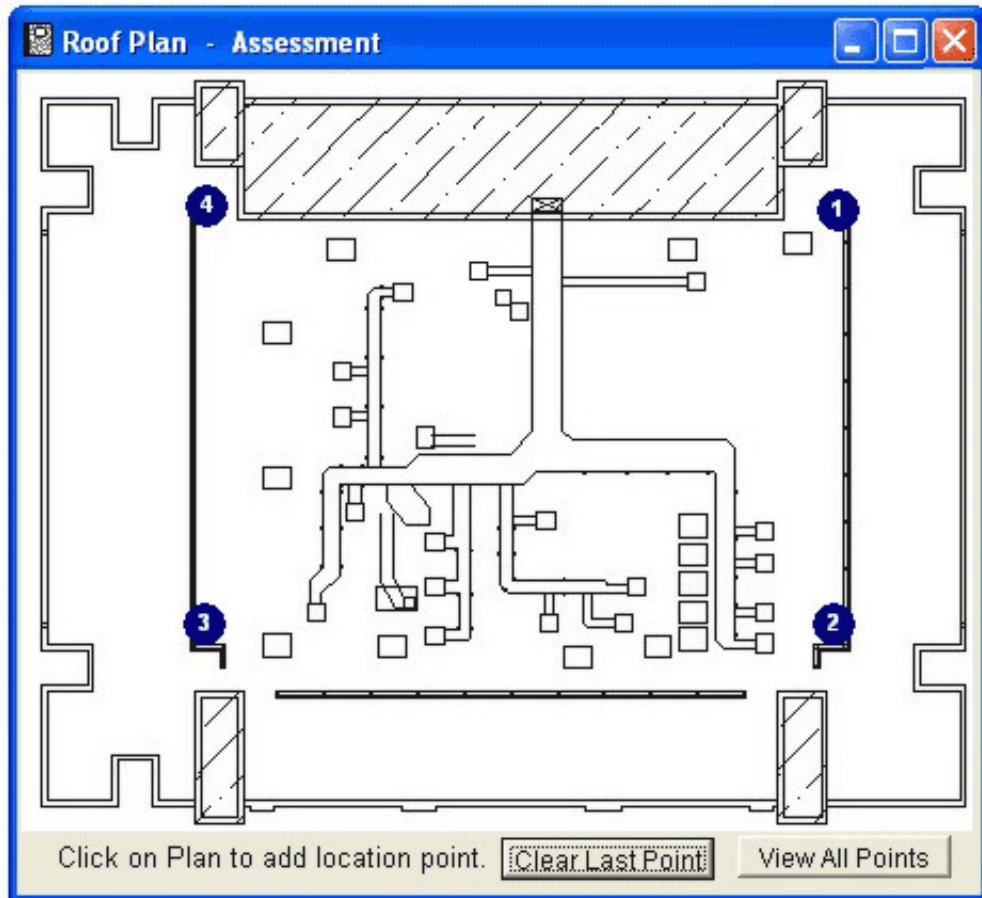 Roof Plan - Assessment
4
1
3
2
Click on Plan to add location point. Clear Last Point View All Points